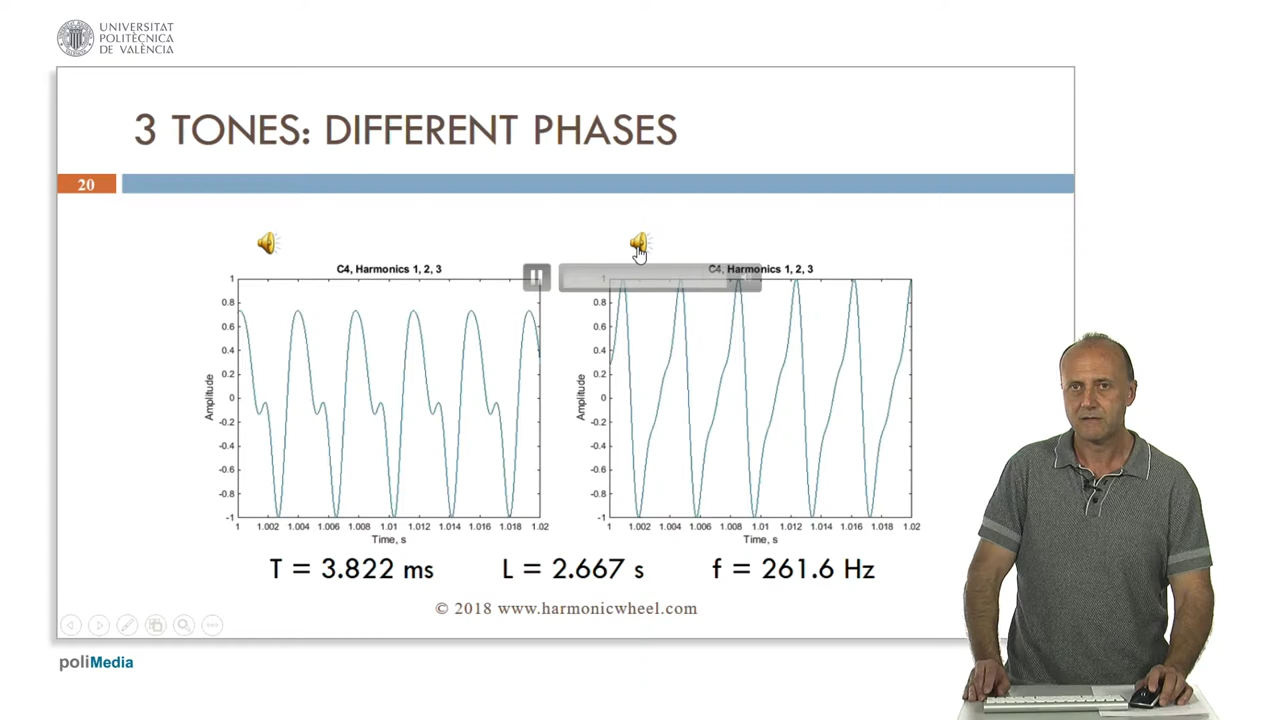 UNIVERSITAT
POLITÈCNICA
DE VALÈNCIA
3 TONES: DIFFERENT PHASES
20
C4, Harmonics 1, 2, 3
1
0.8
0.6
0.4
0.2
0
-0.2
-0.4
-0.6
-0.8
-1
Amplitude
1 1.002 1.004 1.006 1.008 1.01 1.012 1.014 1.016 1.018 1.02
Time, s
C4, Harmonics 1, 2, 3
1
0.8
0.6
0.4
0.2
0
-0.2
-0.4
-0.6
-0.8
-1
Amplitude
1 1.002 1.004 1.006 1.008 1.01 1.012 1.014 1.016 1.018 1.02
Time, s
T = 3.822 ms L = 2.667 s f = 261.6 Hz
© 2018 www.harmonicwheel.com
poliMedia